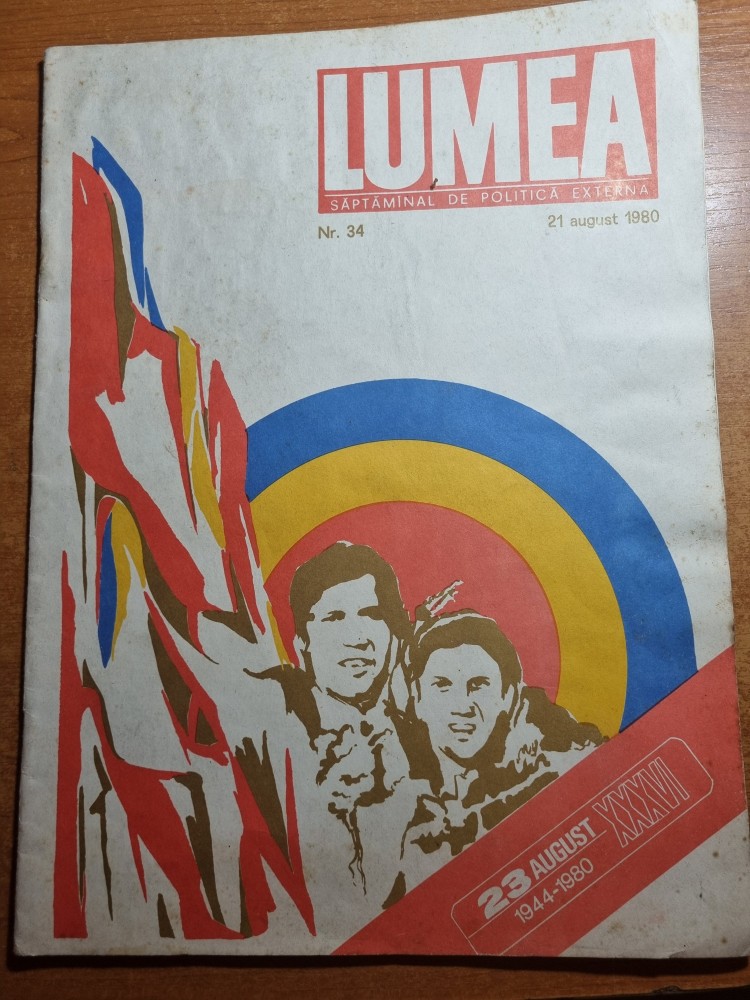 LUMEA
SĂPTĂMÎNAL DE POLITICĂ EXTERNĂ
Nr. 34
21 august 1980
23 AUGUST
1944-1980
XXXVI